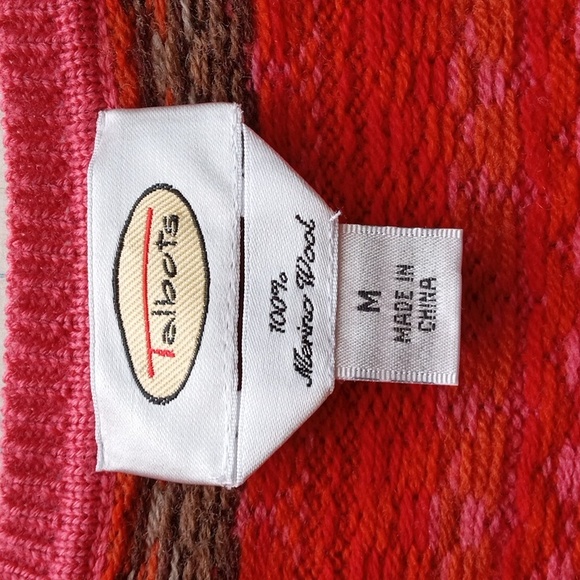 Talbots
100%
Merino Wool
M
MADE IN
CHINA